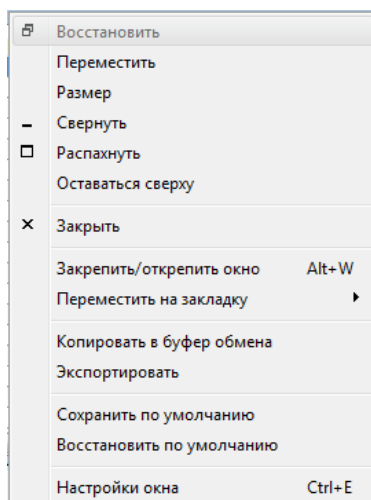 Восстановить
Переместить
Размер
Свернуть
Распахнуть
Оставаться сверху
Закрыть
Закрепить/открепить окно Alt+W
Переместить на закладку
Копировать в буфер обмена
Экспортировать
Сохранить по умолчанию
Восстановить по умолчанию
Настройки окна Ctrl+E